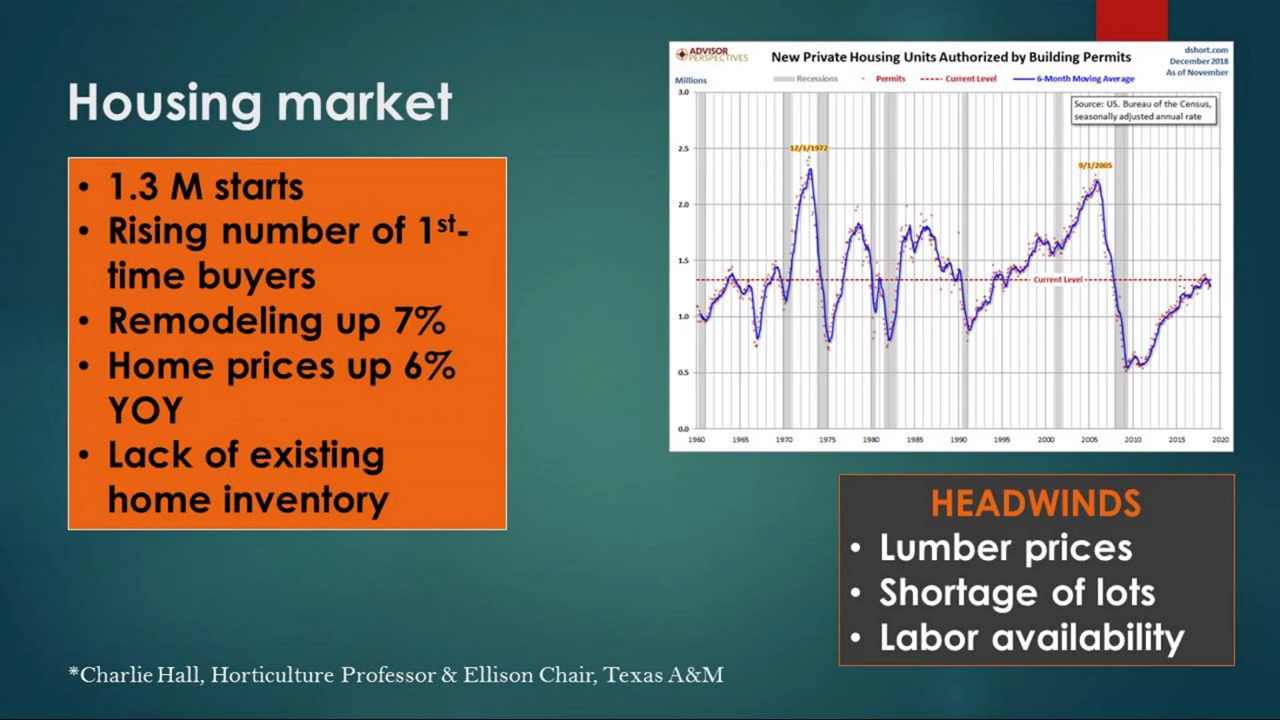 Housing market
• 1.3 M starts
• Rising number of 1st-
time buyers
• Remodeling up 7%
• Home prices up 6%
YOY
• Lack of existing
home inventory
ADVISOR
PERSPECTIVES
New Private Housing Units Authorized by Building Permits
dshort.com
December 2018
As of November
Millions
Recessions
Permits
Current Level
6-Month Moving Average
Source: US. Bureau of the Census,
seasonally adjusted annual rate
3.0
2.5
2.0
1.5
1.0
0.5
0.0
12/1/1972
9/1/2005
Current Level
1960 1965 1970 1975 1980 1985 1990 1995 2000 2005 2010 2015 2020
HEADWINDS
• Lumber prices
• Shortage of lots
• Labor availability
*Charlie Hall, Horticulture Professor & Ellison Chair, Texas A&M